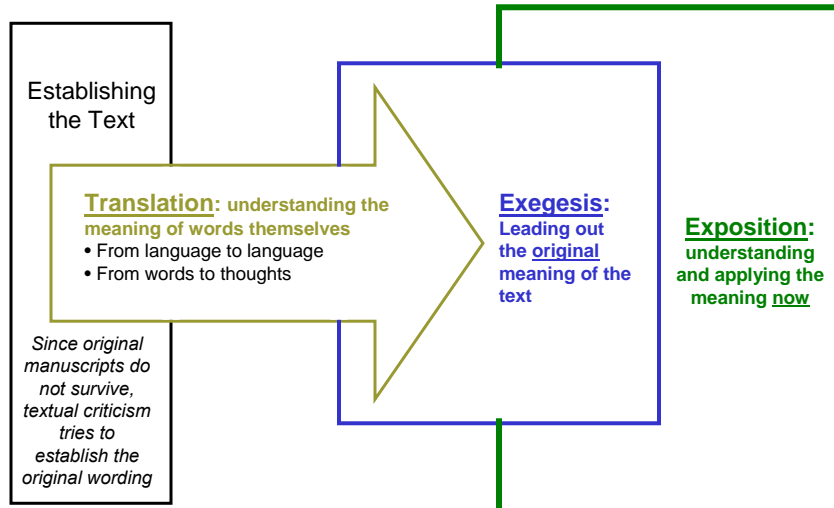 Establishing
the Text
Translation: understanding the
meaning of words themselves
• From language to language
• From words to thoughts
Since original
manuscripts do
not survive,
textual criticism
tries to
establish the
original wording
Exegesis:
Leading out
the original
meaning of the
text
Exposition:
understanding
and applying the
meaning now